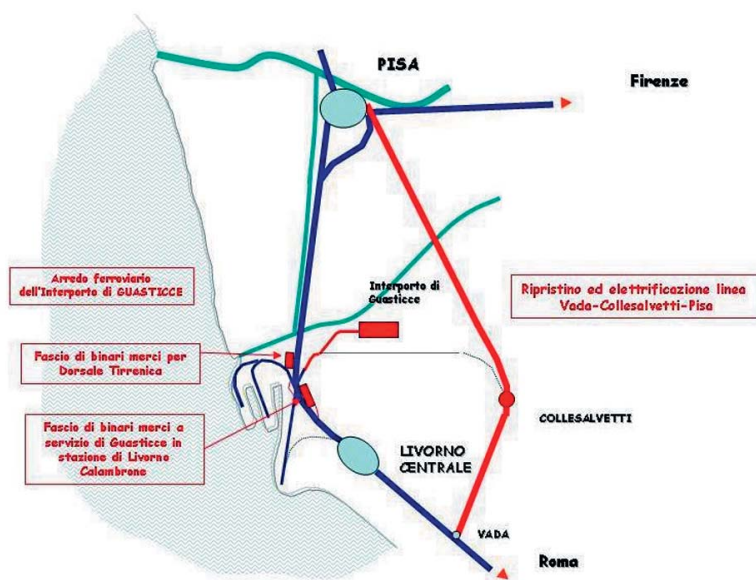 PISA
Firenze
Arredo ferroviario
dell'Interporto di GUASTICCE
Interporto di
Guasticce
Ripristino ed elettrificazione linea
Vada-Collesalvetti-Pisa
Fascio di binari merci per
Dorsale Tirrenica
Fascio di binari merci a
servizio di Guasticce in
stazione di Livorno
Calambrone
COLLESALVETTI
LIVORNO
CENTRALE
VADA
Roma